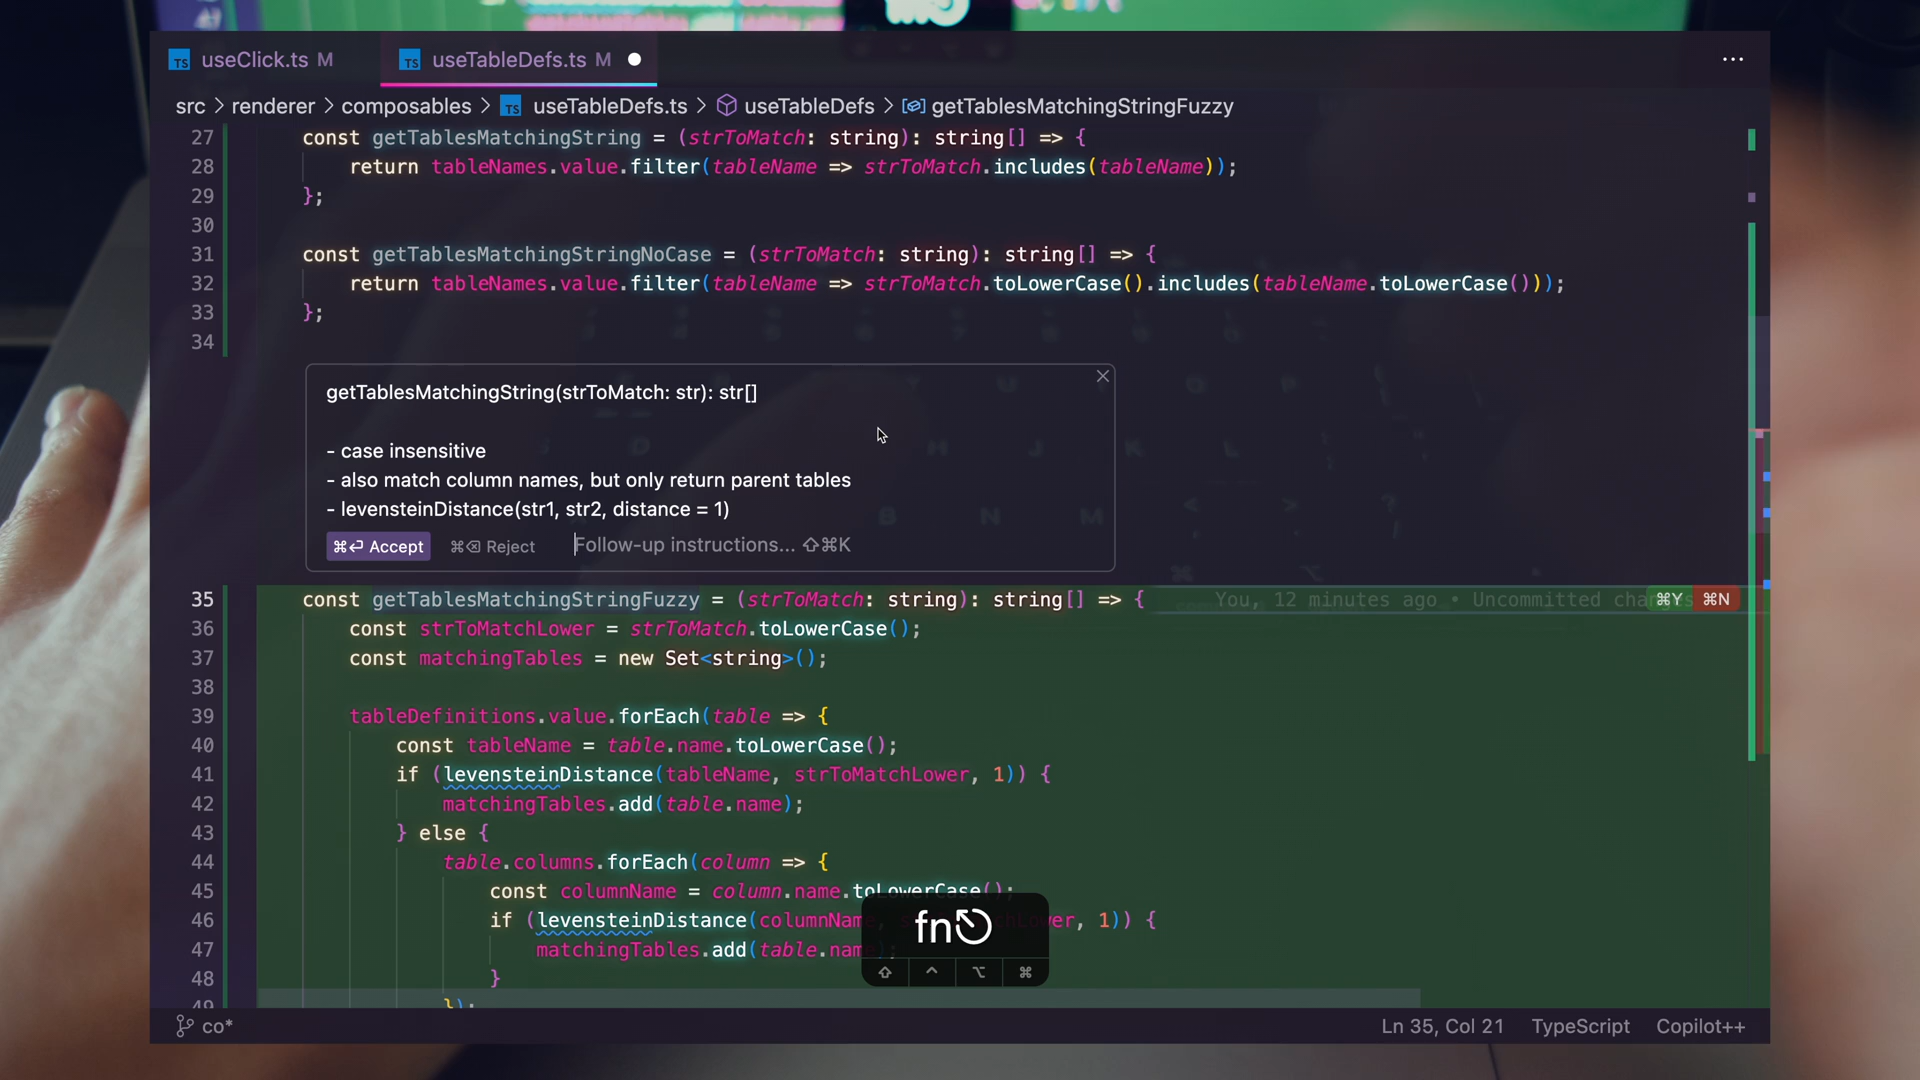 useClick.ts M
useTableDefs.ts M
src > renderer > composables > TS useTableDefs.ts > useTableDefs > getTablesMatchingStringFuzzy
27 const getTablesMatchingString = (strToMatch: string): string[] => {
28 return tableNames.value.filter(tableName => strToMatch.includes(tableName));
29 };
30
31 const getTablesMatchingStringNoCase = (strToMatch: string): string[] => {
32 return tableNames.value.filter(tableName => strToMatch.toLowerCase().includes(tableName.toLowerCase()));
33 };
34
getTablesMatchingString(strToMatch: str): str[]
- case insensitive
- also match column names, but only return parent tables
- levensteinDistance(str1, str2, distance = 1)
⌘⏎ Accept ⌘⌫ Reject Follow-up instructions... ⇧⌘K
35 const getTablesMatchingStringFuzzy = (strToMatch: string): string[] => { You, 12 minutes ago • Uncommitted changes ⌘Y ⌘N
36 const strToMatchLower = strToMatch.toLowerCase();
37 const matchingTables = new Set<string>();
38
39 tableDefinitions.value.forEach(table => {
40 const tableName = table.name.toLowerCase();
41 if (levensteinDistance(tableName, strToMatchLower, 1)) {
42 matchingTables.add(table.name);
43 } else {
44 table.columns.forEach(column => {
45 const columnName = column.name.toLowerCase();
46 if (levensteinDistance(columnName, strToMatchLower, 1)) {
47 matchingTables.add(table.name);
48 }
49 });
fn
co*
Ln 35, Col 21 TypeScript Copilot++